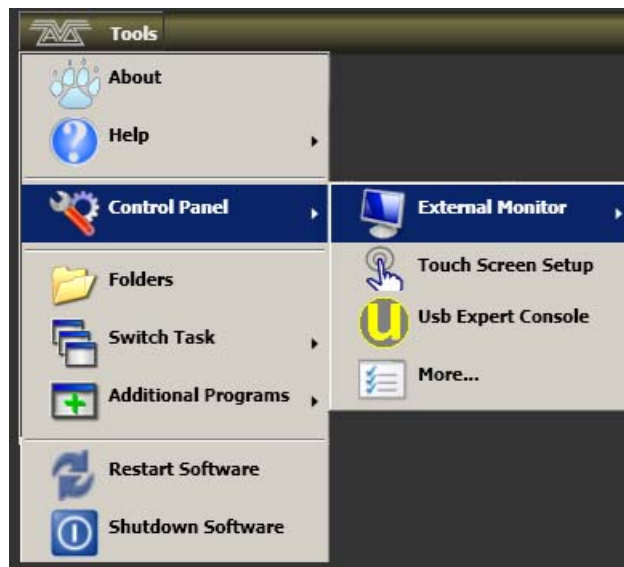 Tools
About
Help
Control Panel
External Monitor
Touch Screen Setup
Usb Expert Console
More...
Folders
Switch Task
Additional Programs
Restart Software
Shutdown Software